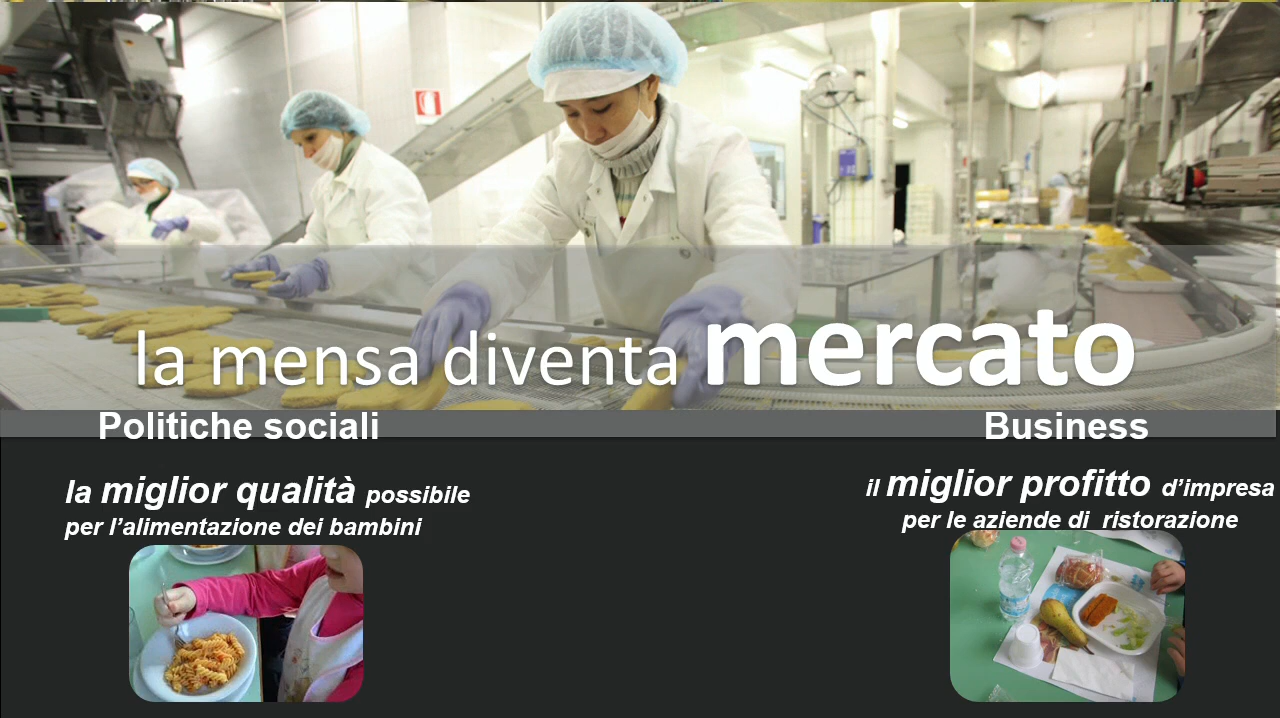 la mensa diventa mercato
Politiche sociali
la miglior qualità possibile
per l’alimentazione dei bambini
Business
il miglior profitto d’impresa
per le aziende di ristorazione